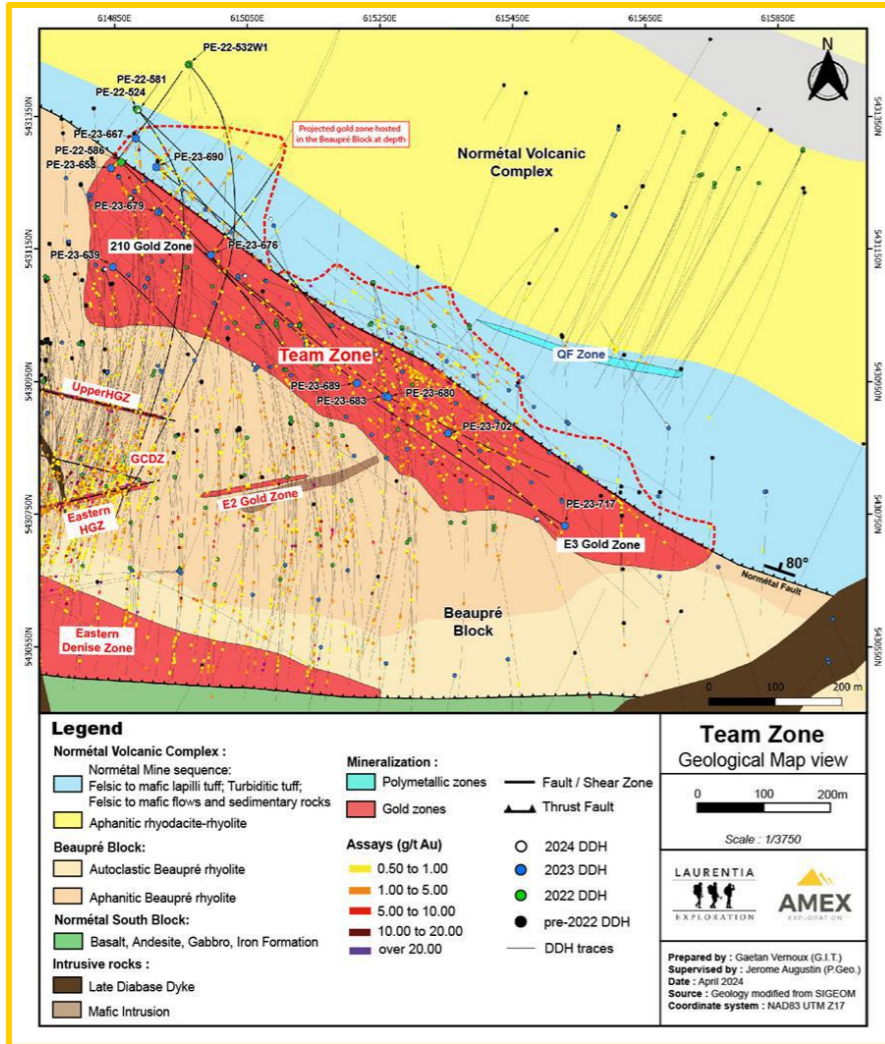 614850E 615050E 615250E 615450E 615650E 615850E
PE-22-532W1
N
PE-22-581
PE-22-524
5431350N
5431350N
PE-23-667
Projected gold zone hosted
in the Beaupré Block at depth
PE-22-586
PE-23-658
PE-23-690
Normétal Volcanic
Complex
PE-23-679
210 Gold Zone
PE-23-676
5431150N
5431150N
PE-23-639
Team Zone
QF Zone
5430950N
5430950N
PE-23-689
PE-23-683
PE-23-680
UpperHGZ
PE-23-702
GCDZ
E2 Gold Zone
Eastern
HGZ
PE-23-717
5430750N
5430750N
E3 Gold Zone
80°
Normétal Fault
Beaupré
Block
Eastern
Denise Zone
5430550N
5430550N
0 100 200 m
Legend
Normétal Volcanic Complex :
Normétal Mine sequence:
Felsic to mafic lapilli tuff; Turbiditic tuff;
Felsic to mafic flows and sedimentary rocks
Aphanitic rhyodacite-rhyolite
Beaupré Block:
Autoclastic Beaupré rhyolite
Aphanitic Beaupré rhyolite
Normétal South Block:
Basalt, Andesite, Gabbro, Iron Formation
Intrusive rocks :
Late Diabase Dyke
Mafic Intrusion
Mineralization :
Polymetallic zones
Gold zones
Assays (g/t Au)
0.50 to 1.00
1.00 to 5.00
5.00 to 10.00
10.00 to 20.00
over 20.00
Fault / Shear Zone
Thrust Fault
2024 DDH
2023 DDH
2022 DDH
pre-2022 DDH
DDH traces
Team Zone
Geological Map view
0 100 200m
Scale : 1/3750
LAURENTIA
EXPLORATION
AMEX
EXPLORATION
Prepared by : Gaetan Vernoux (G.I.T.)
Supervised by : Jerome Augustin (P.Geo.)
Date : April 2024
Source : Geology modified from SIGEOM
Coordinate system : NAD83 UTM Z17